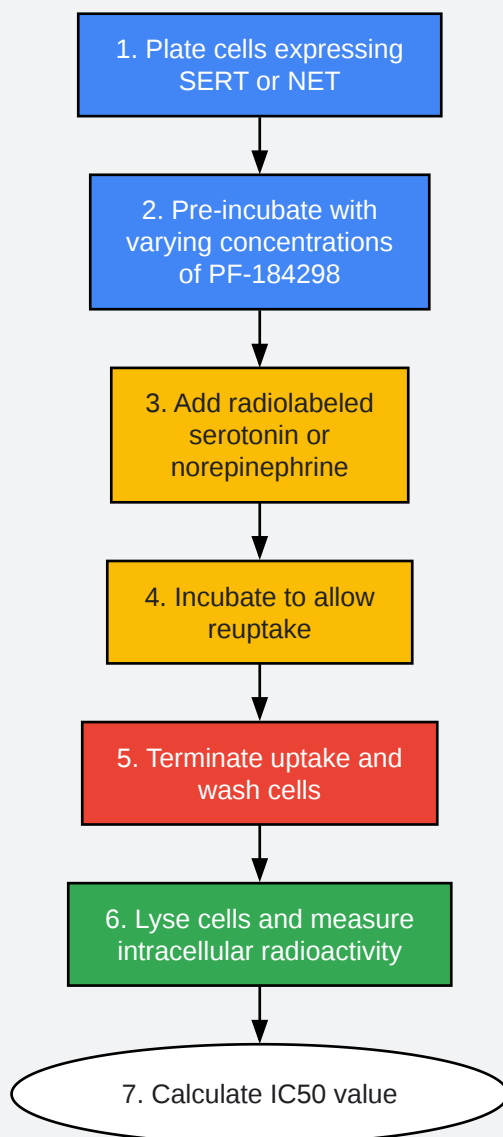 1. Plate cells expressing
SERT or NET
2. Pre-incubate with
varying concentrations
of PF-184298
3. Add radiolabeled
serotonin or
norepinephrine
4. Incubate to allow
reuptake
5. Terminate uptake and
wash cells
6. Lyse cells and measure
intracellular radioactivity
7. Calculate IC50 value